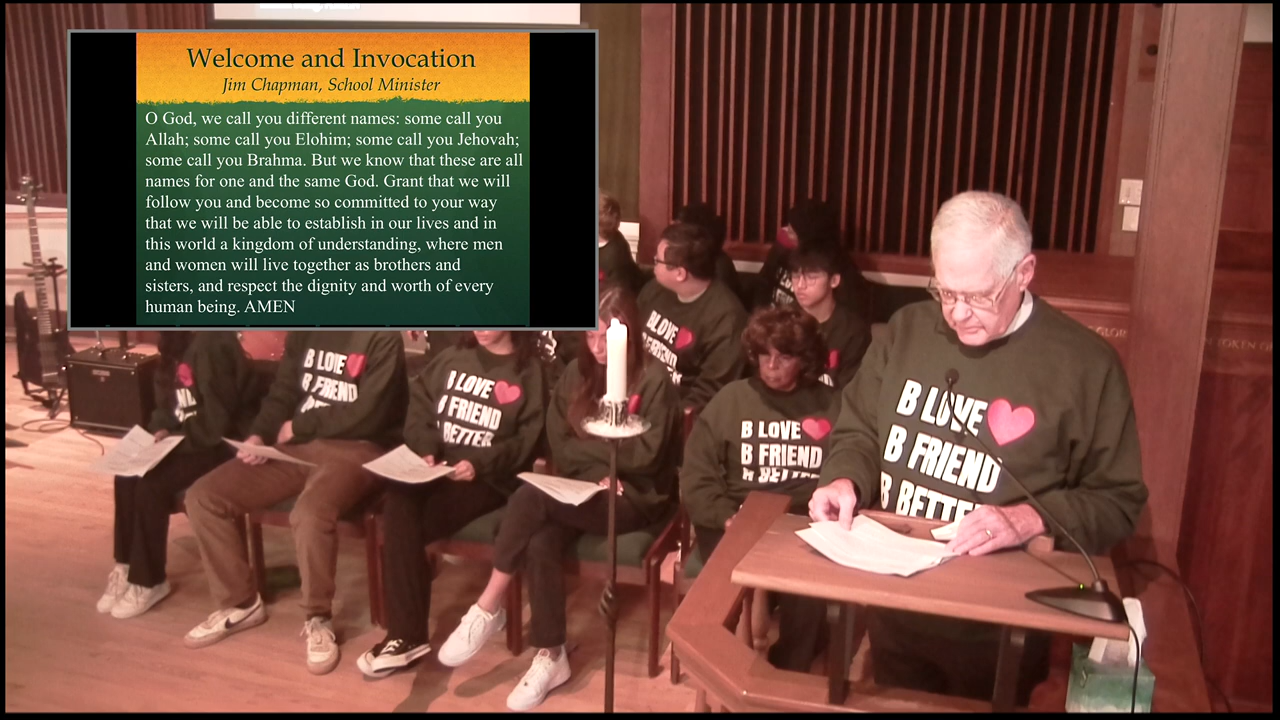 Welcome and Invocation
Jim Chapman, School Minister
O God, we call you different names: some call you
Allah; some call you Elohim; some call you Jehovah;
some call you Brahma. But we know that these are all
names for one and the same God. Grant that we will
follow you and become so committed to your way
that we will be able to establish in our lives and in
this world a kingdom of understanding, where men
and women will live together as brothers and
sisters, and respect the dignity and worth of every
human being. AMEN
B LOVE
B FRIEND
B LOVE
B FRIEND
BETTER
B LOVE
B LOVE
B FRIEND
B BETTER
B LOVE
B FRIEND
B BETTE
GLOR
TOKEN OF